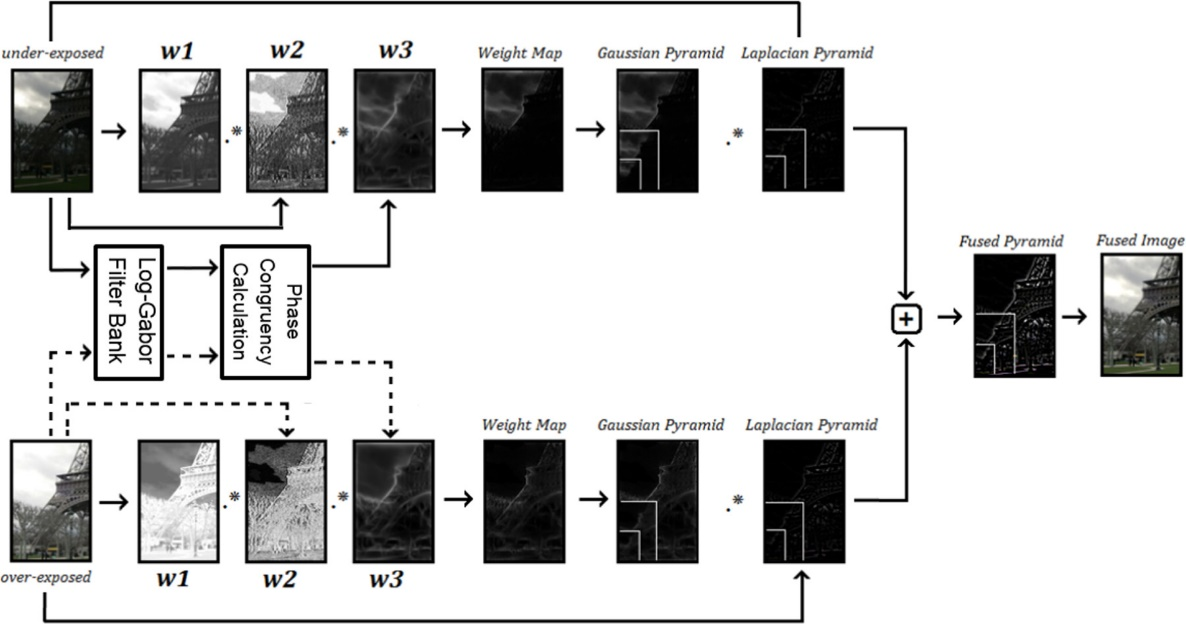 under-exposed
w1
w2
w3
Weight Map
Gaussian Pyramid
Laplacian Pyramid
.*
.*
.*
Log-Gabor
Filter Bank
Phase
Congruency
Calculation
Fused Pyramid
Fused Image
+
Weight Map
Gaussian Pyramid
Laplacian Pyramid
.*
.*
.*
over-exposed
w1
w2
w3